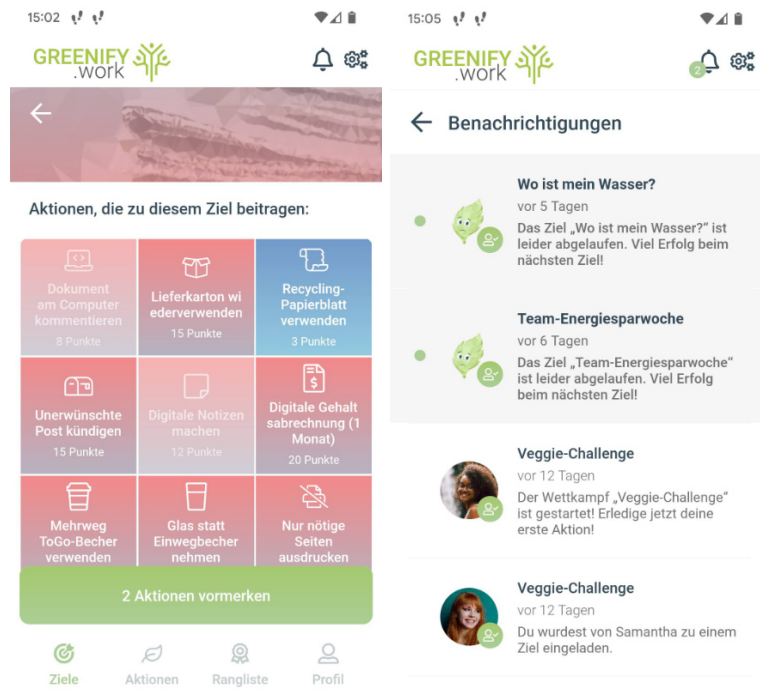 15:02
GREENIFY
.work
Aktionen, die zu diesem Ziel beitragen:
Dokument
am Computer
kommentieren
8 Punkte
Lieferkarton wi
ederverwenden
15 Punkte
Recycling-
Papierblatt
verwenden
3 Punkte
Unerwünschte
Post kündigen
15 Punkte
Digitale Notizen
machen
12 Punkte
$
Digitale Gehalt
sabrechnung (1
Monat)
20 Punkte
Mehrweg
ToGo-Becher
verwenden
Glas statt
Einwegbecher
nehmen
Nur nötige
Seiten
ausdrucken
2 Aktionen vormerken
Ziele
Aktionen
Rangliste
Profil
15:05
GREENIFY
.work
2
Benachrichtigungen
Wo ist mein Wasser?
vor 5 Tagen
Das Ziel „Wo ist mein Wasser?“ ist
leider abgelaufen. Viel Erfolg beim
nächsten Ziel!
Team-Energiesparwoche
vor 6 Tagen
Das Ziel „Team-Energiesparwoche“
ist leider abgelaufen. Viel Erfolg
beim nächsten Ziel!
Veggie-Challenge
vor 12 Tagen
Der Wettkampf „Veggie-Challenge“
ist gestartet! Erledige jetzt deine
erste Aktion!
Veggie-Challenge
vor 12 Tagen
Du wurdest von Samantha zu einem
Ziel eingeladen.